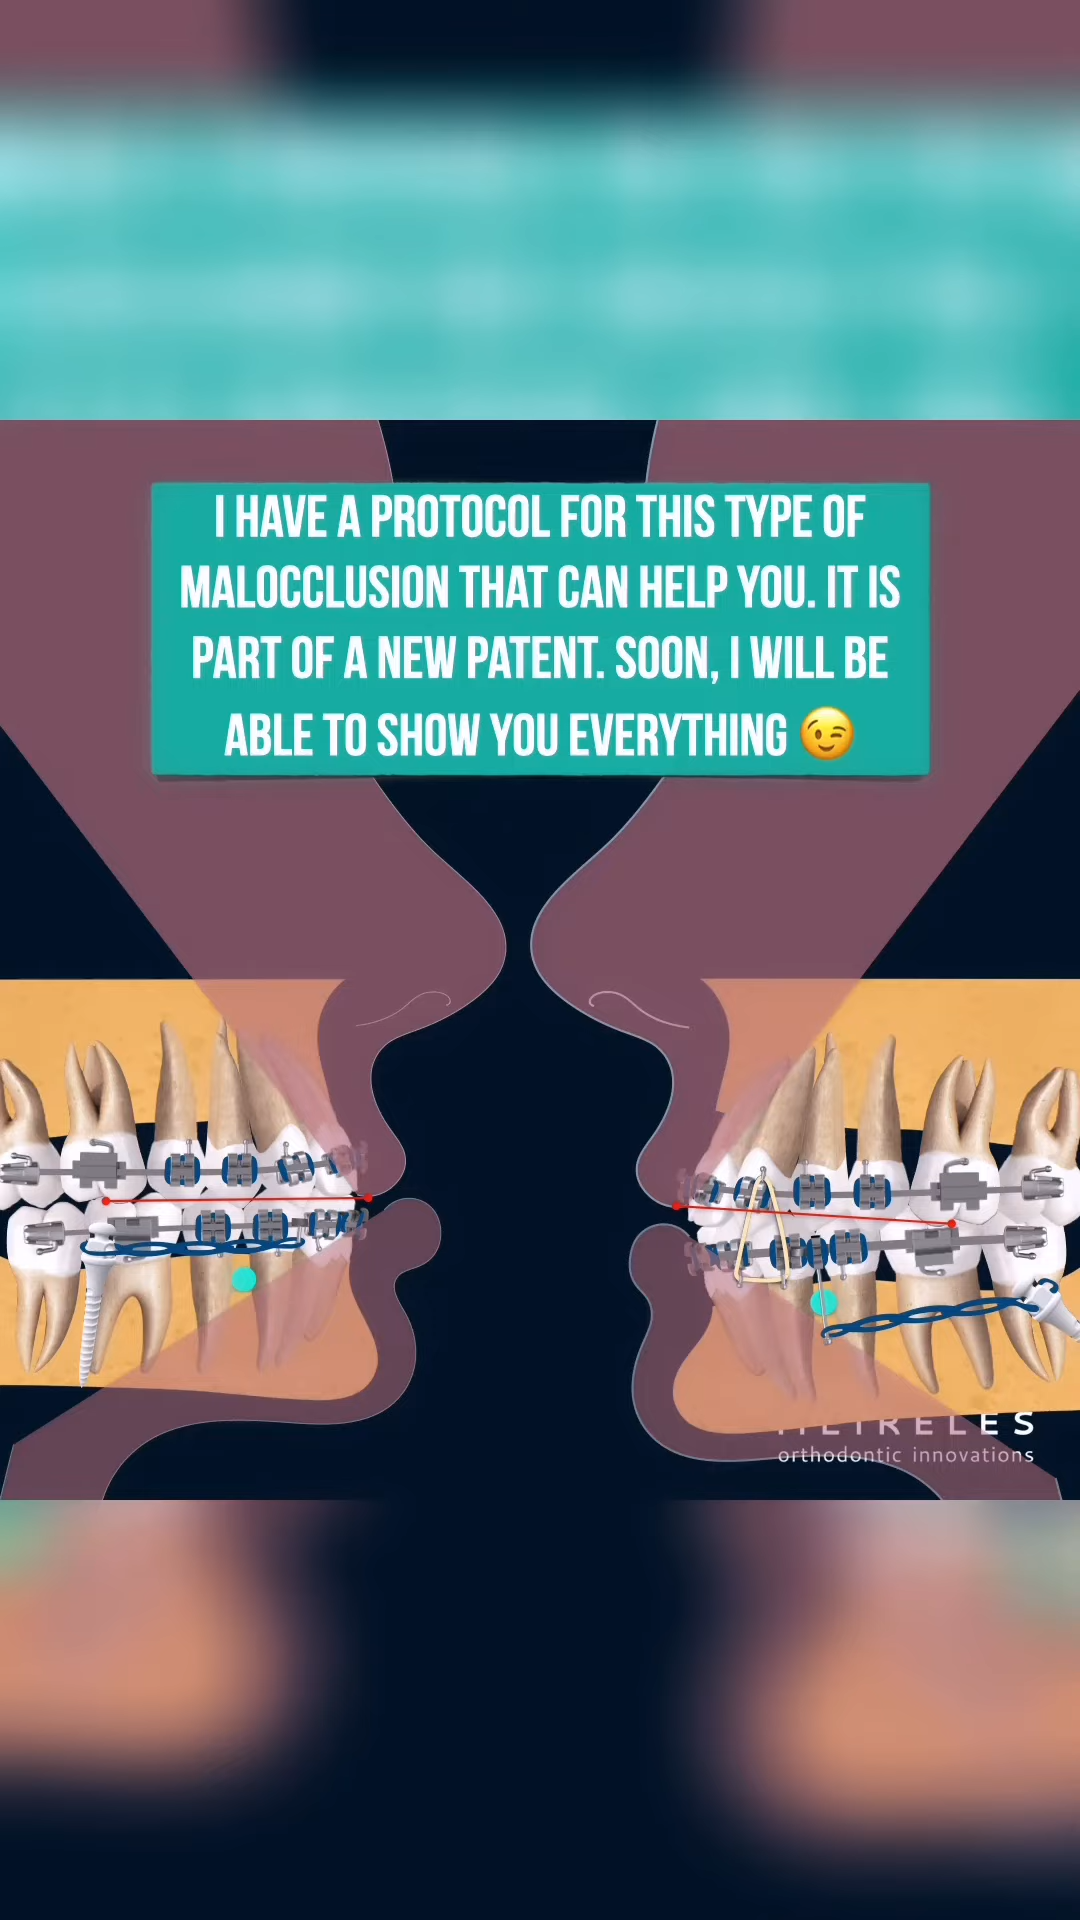 I HAVE A PROTOCOL FOR THIS TYPE OF
MALOCCLUSION THAT CAN HELP YOU. IT IS
PART OF A NEW PATENT. SOON, I WILL BE
ABLE TO SHOW YOU EVERYTHING 😉
orthodontic innovations